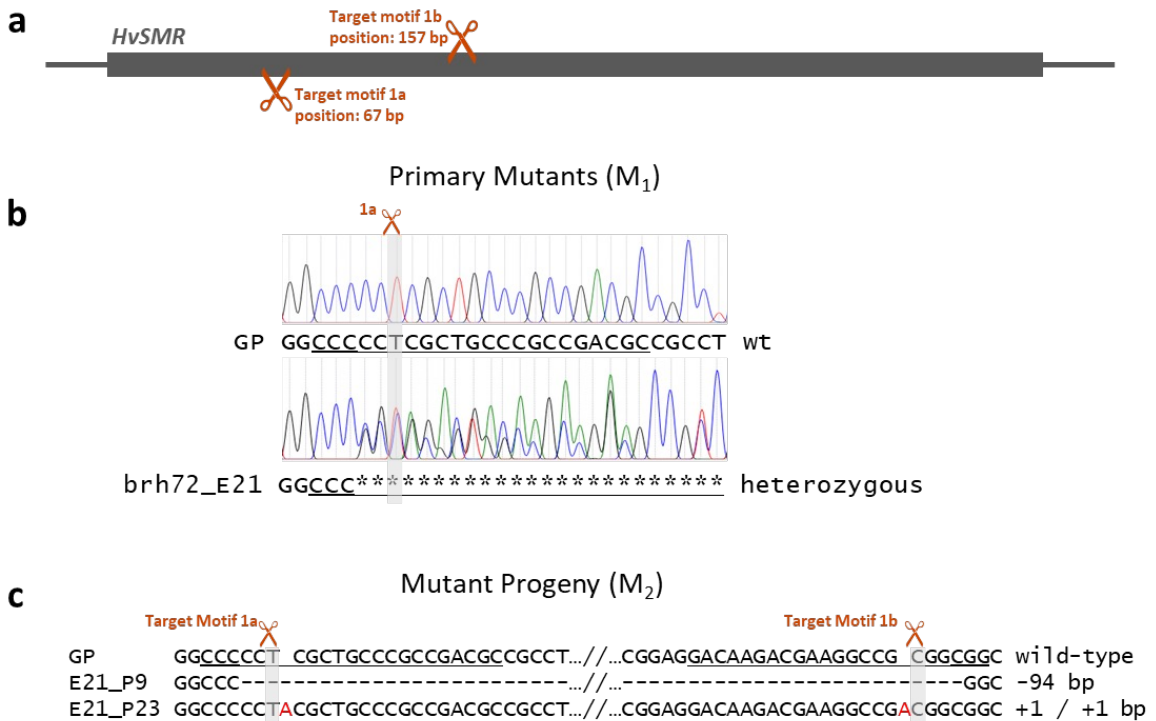 a
HvSMR
Target motif 1b
position: 157 bp
Target motif 1a
position: 67 bp
Primary Mutants (M1)
b
1a
GP GGCCCCCTCGCTGCCCGCCGACGCCGCCT wt
brh72_E21 GGCCC************************ heterozygous
Mutant Progeny (M2)
c
Target Motif 1a Target Motif 1b
GP GGCCCCCT CGCTGCCCGCCGACGCCGCCT...//...CGGAGGACAAGACGAAGGCCG CGGCGGC wild-type
E21_P9 GGCCC------------------------...//...--------------------------GGC -94 bp
E21_P23 GGCCCCCTACGCTGCCCGCCGACGCCGCCT...//...CGGAGGACAAGACGAAGGCCGACGGCGGC +1 / +1 bp